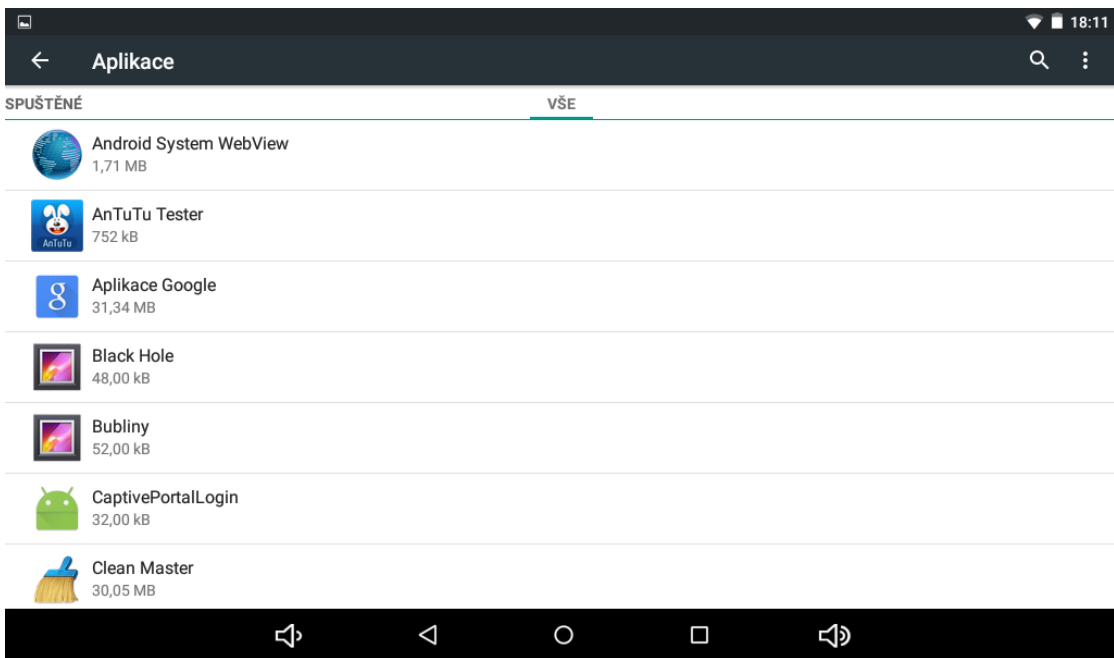 18:11
Aplikace
SPUŠTĚNÉ
VŠE
Android System WebView
1,71 MB
AnTuTu Tester
752 kB
AnTuTu
Aplikace Google
31,34 MB
g
Black Hole
48,00 kB
Bubliny
52,00 kB
CaptivePortalLogin
32,00 kB
Clean Master
30,05 MB